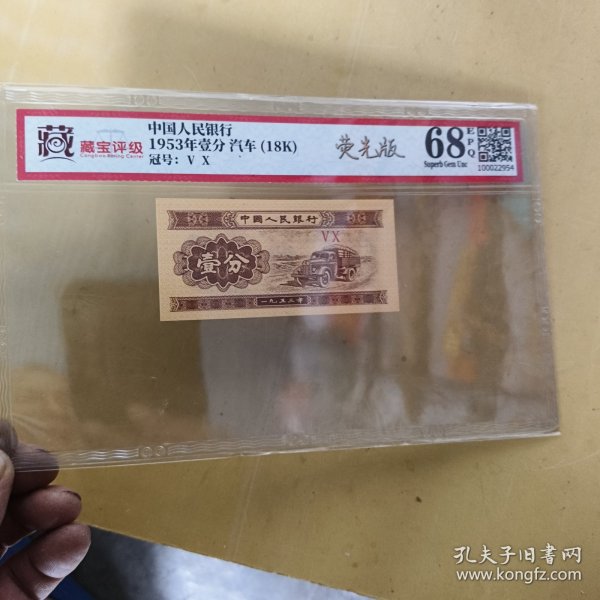 藏
藏宝评级
Cangbao Rating Center
中国人民银行
1953年壹分 汽车 (18K)
冠号: V X
荧光版
68
EPQ
Superb Gem Unc
100022954
中国人民银行
VX
壹分
一九五三年
孔夫子旧书网
www.kongfz.com